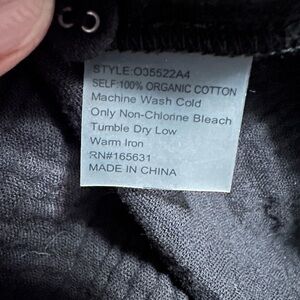 STYLE:O35522A4
SELF:100% ORGANIC COTTON
Machine Wash Cold
Only Non-Chlorine Bleach
Tumble Dry Low
Warm Iron
RN#165631
MADE IN CHINA